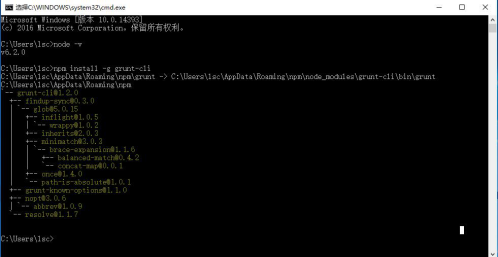 选择C:\WINDOWS\system32\cmd.exe
Microsoft Windows [版本 10.0.14393]
(c) 2016 Microsoft Corporation。保留所有权利。
C:\Users\lsc>node -v
v6.2.0
C:\Users\lsc>npm install -g grunt-cli
C:\Users\lsc\AppData\Roaming\npm\grunt -> C:\Users\lsc\AppData\Roaming\npm\node_modules\grunt-cli\bin\grunt
C:\Users\lsc\AppData\Roaming\npm
`-- grunt-cli@1.2.0
  +-- findup-sync@0.3.0
  | `-- glob@5.0.15
  |   +-- inflight@1.0.5
  |   | `-- wrappy@1.0.2
  |   +-- inherits@2.0.3
  |   +-- minimatch@3.0.3
  |   | `-- brace-expansion@1.1.6
  |   |   +-- balanced-match@0.4.2
  |   |   `-- concat-map@0.0.1
  |   +-- once@1.4.0
  |   `-- path-is-absolute@1.0.1
  +-- grunt-known-options@1.1.0
  +-- nopt@3.0.6
  | `-- abbrev@1.0.9
  `-- resolve@1.1.7
C:\Users\lsc>